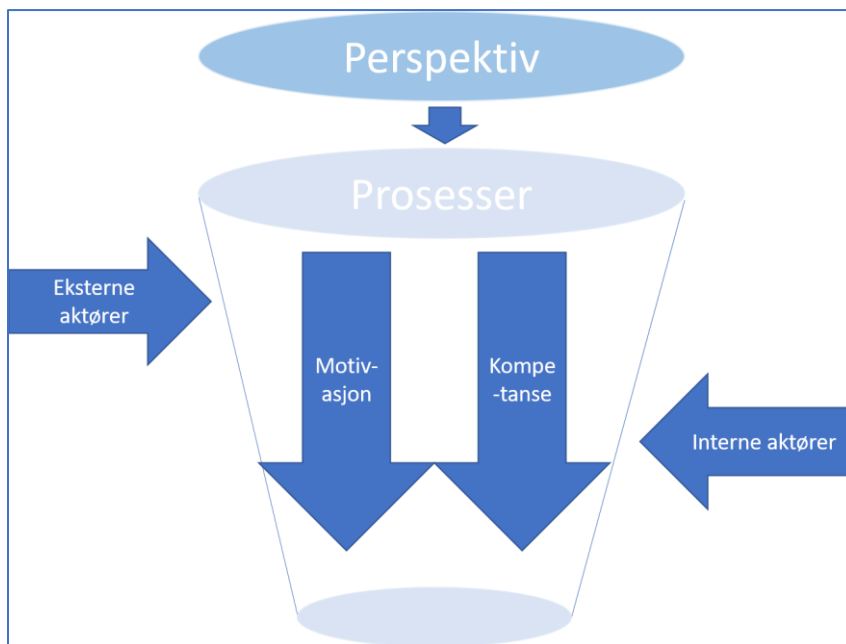 Perspektiv
Prosesser
Eksterne
aktører
Motiv-
asjon
Kompe
-tanse
Interne aktører